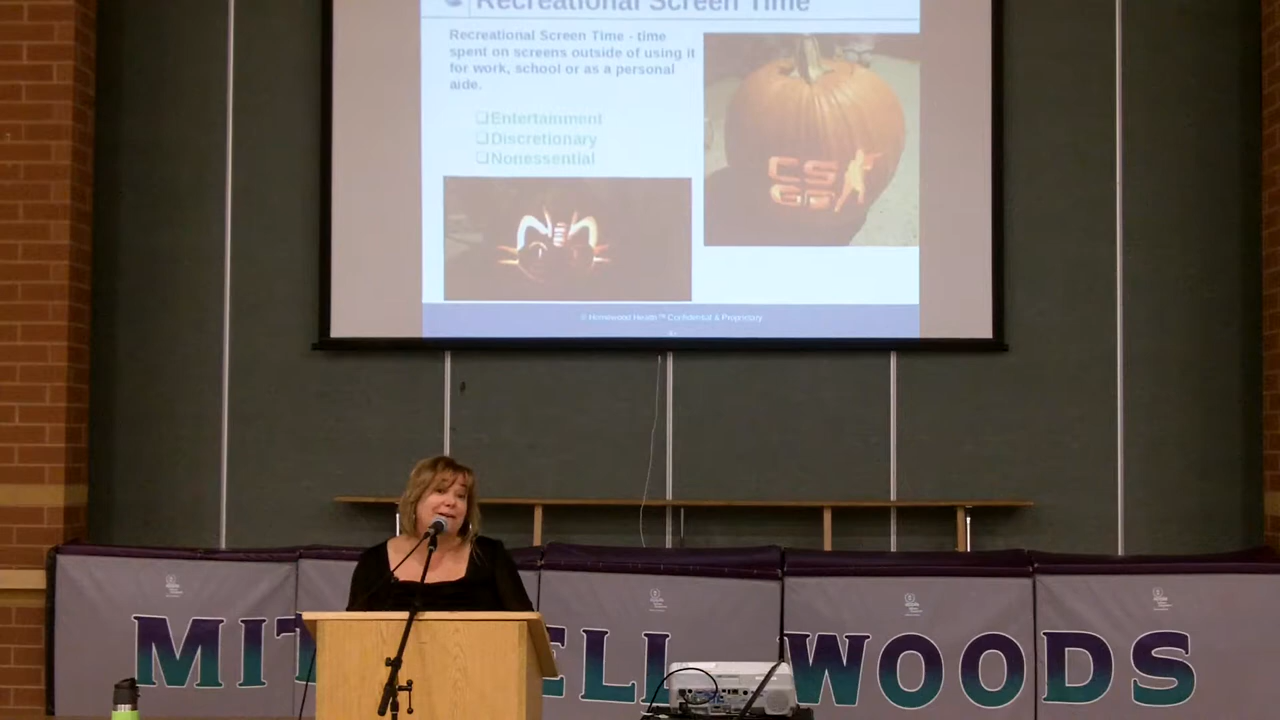 Recreational Screen Time
Recreational Screen Time - time
spent on screens outside of using it
for work, school or as a personal
aide.
❑Entertainment
❑Discretionary
❑Nonessential
CS
GO
© Homewood Health™ Confidential & Proprietary
MIT ELL WOODS